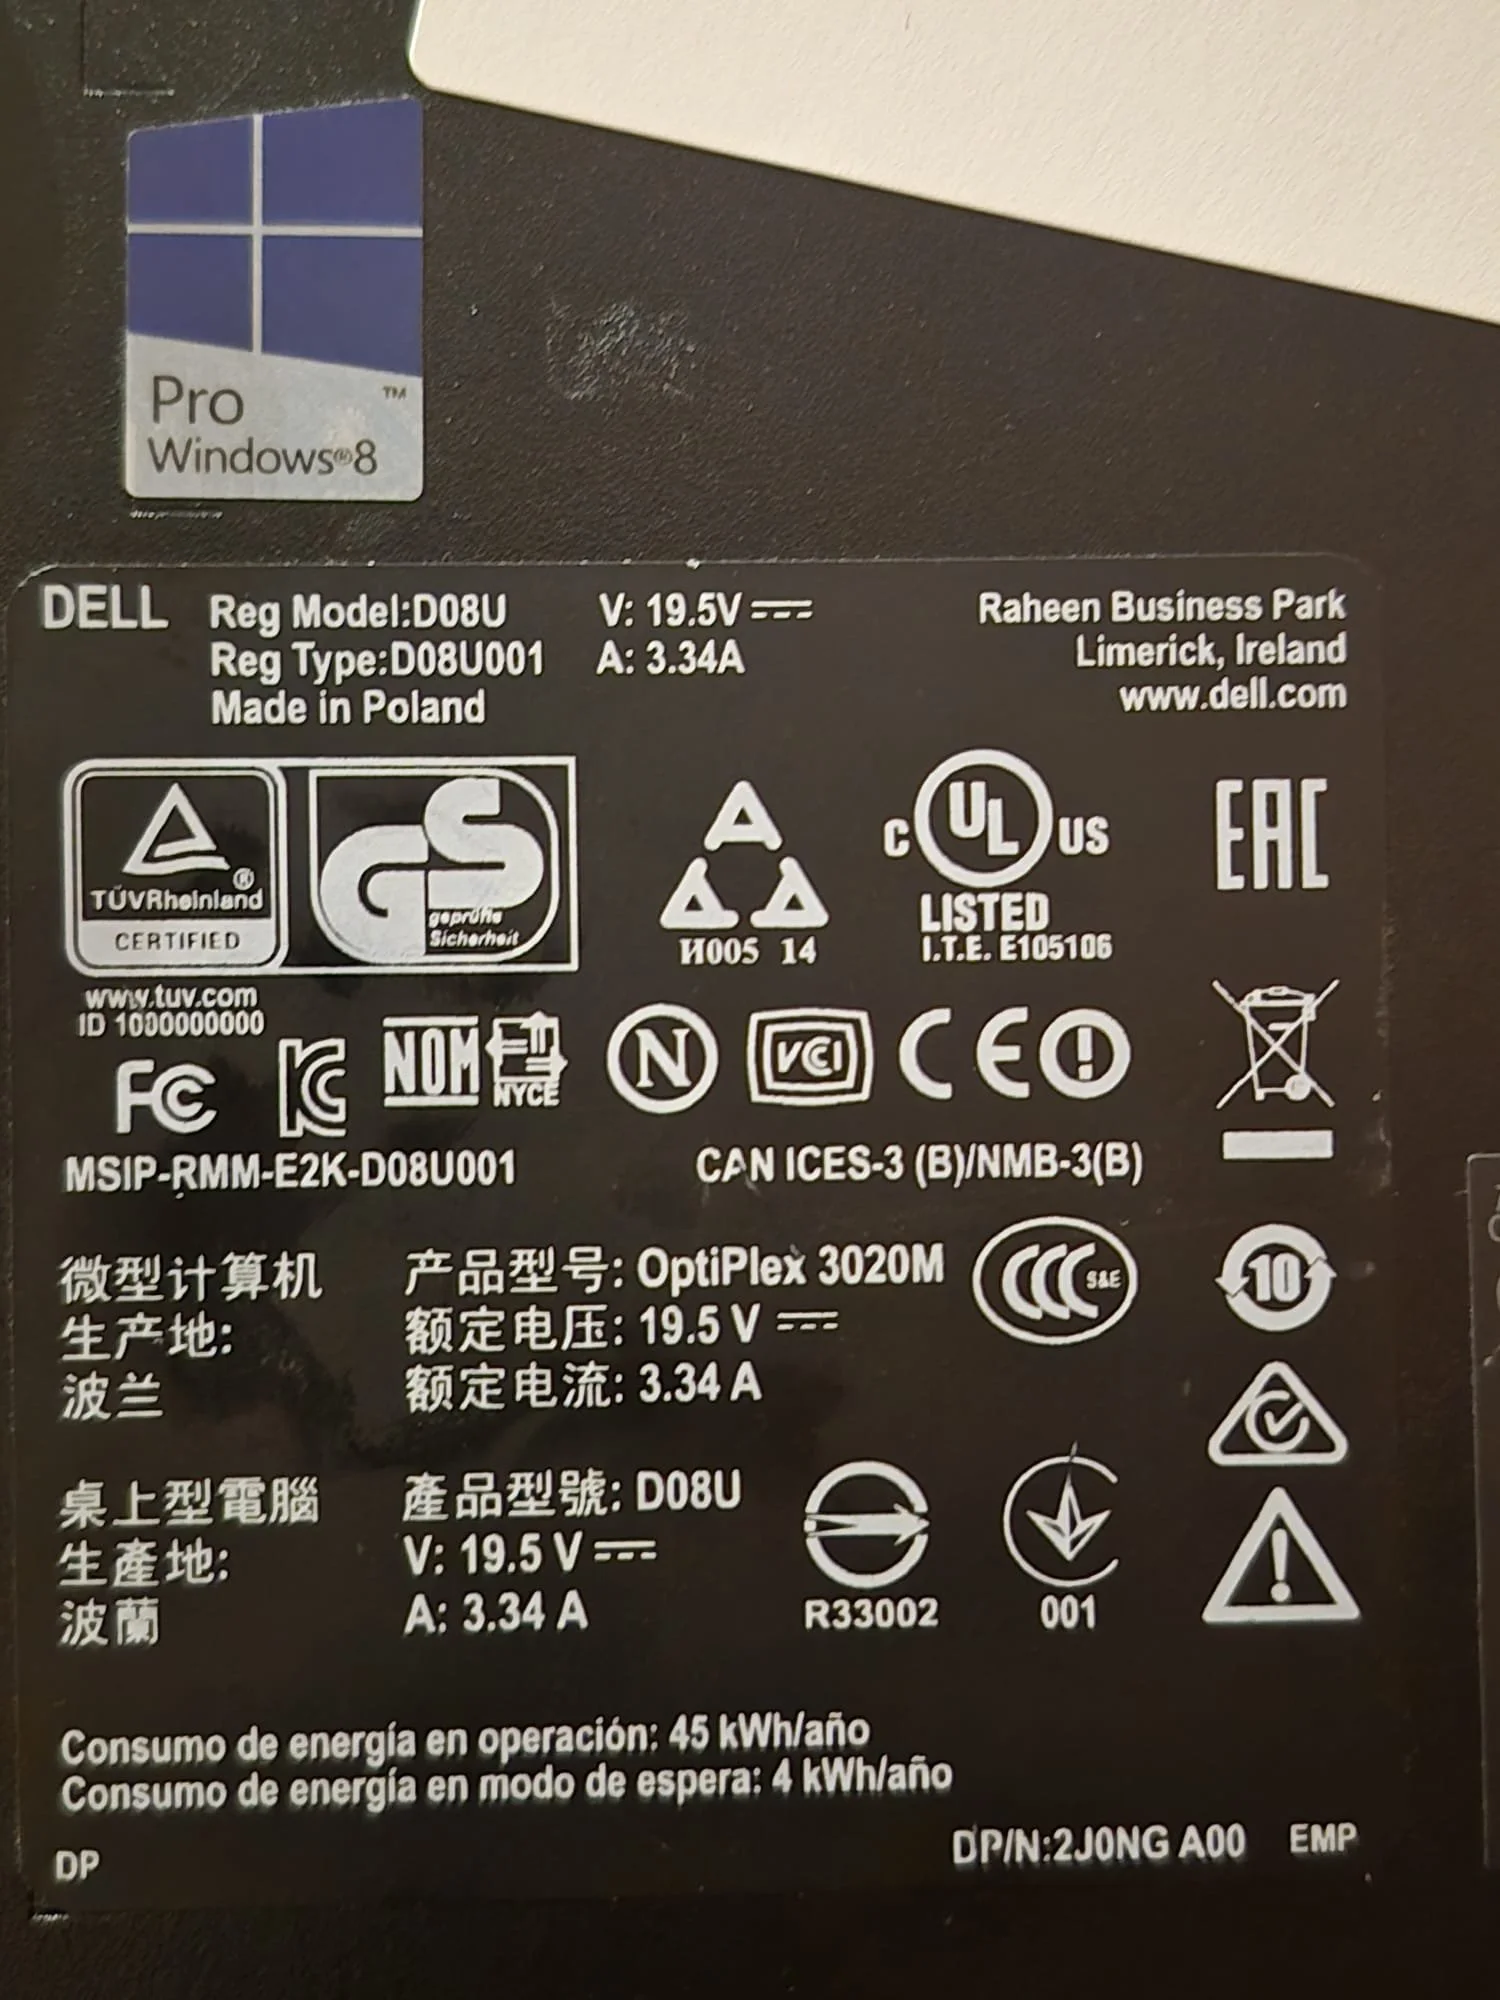 Pro ™
Windows®8
DELL Reg Model:D08U V: 19.5V Raheen Business Park
Reg Type:D08U001 A: 3.34A Limerick, Ireland
Made in Poland www.dell.com
TÜVRheinland®
CERTIFIED
GS
geprüfte
Sicherheit
И005 14
C UL US
LISTED
I.T.E. E105106
EAC
www.tuv.com
ID 1000000000
FC KC NOM NYCE N VCI CE
MSIP-RMM-E2K-D08U001 CAN ICES-3 (B)/NMB-3(B)
微型计算机 产品型号: OptiPlex 3020M CCC S&E 10
生产地: 额定电压: 19.5 V
波兰 额定电流: 3.34 A
桌上型電腦 產品型號: D08U
生產地: V: 19.5 V
波蘭 A: 3.34 A R33002 001
Consumo de energía en operación: 45 kWh/año
Consumo de energía en modo de espera: 4 kWh/año
DP DP/N:2J0NG A00 EMP